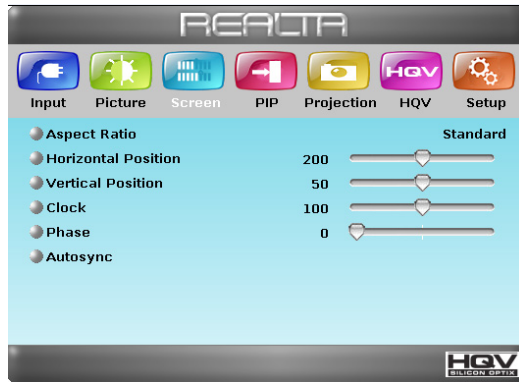 REALTA
HQV
Input Picture Screen PIP Projection HQV Setup
Aspect Ratio Standard
Horizontal Position 200
Vertical Position 50
Clock 100
Phase 0
Autosync
HQV
SILICON OPTIX